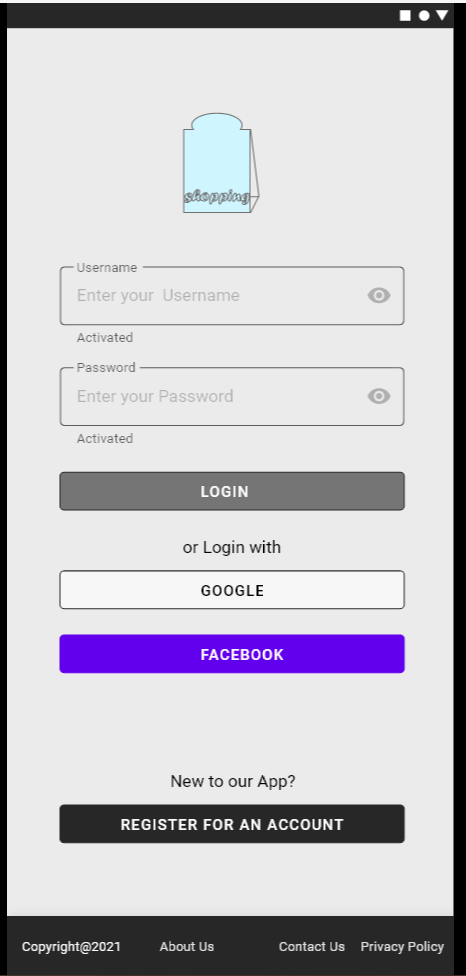 shopping
Username
Enter your  Username
Activated
Password
Enter your Password
Activated
LOGIN
or Login with
GOOGLE
FACEBOOK
New to our App?
REGISTER FOR AN ACCOUNT
Copyright@2021 About Us Contact Us Privacy Policy